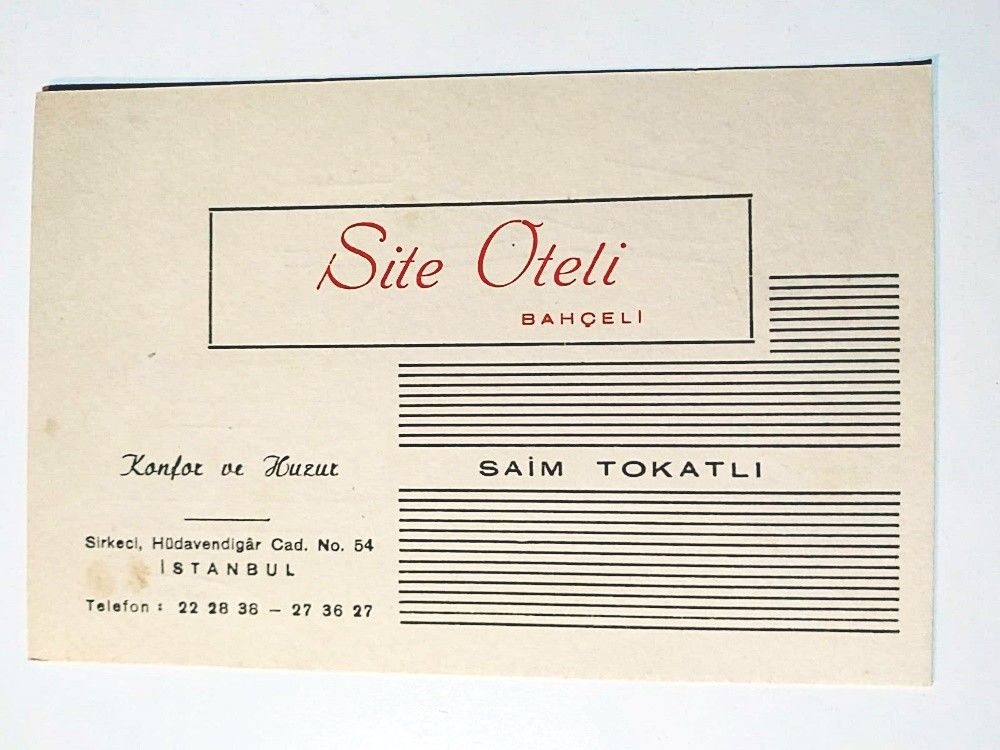 Site Oteli
BAHÇELİ
SAİM TOKATLI
Konfor ve Huzur
Sirkeci, Hüdavendigâr Cad. No. 54
İSTANBUL
Telefon : 22 28 38 — 27 36 27